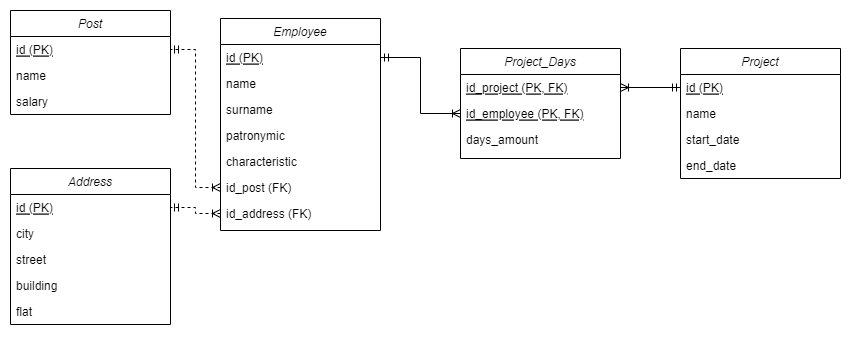 Post
id (PK)
name
salary
Address
id (PK)
city
street
building
flat
Employee
id (PK)
name
surname
patronymic
characteristic
id_post (FK)
id_address (FK)
Project_Days
id_project (PK, FK)
id_employee (PK, FK)
days_amount
Project
id (PK)
name
start_date
end_date